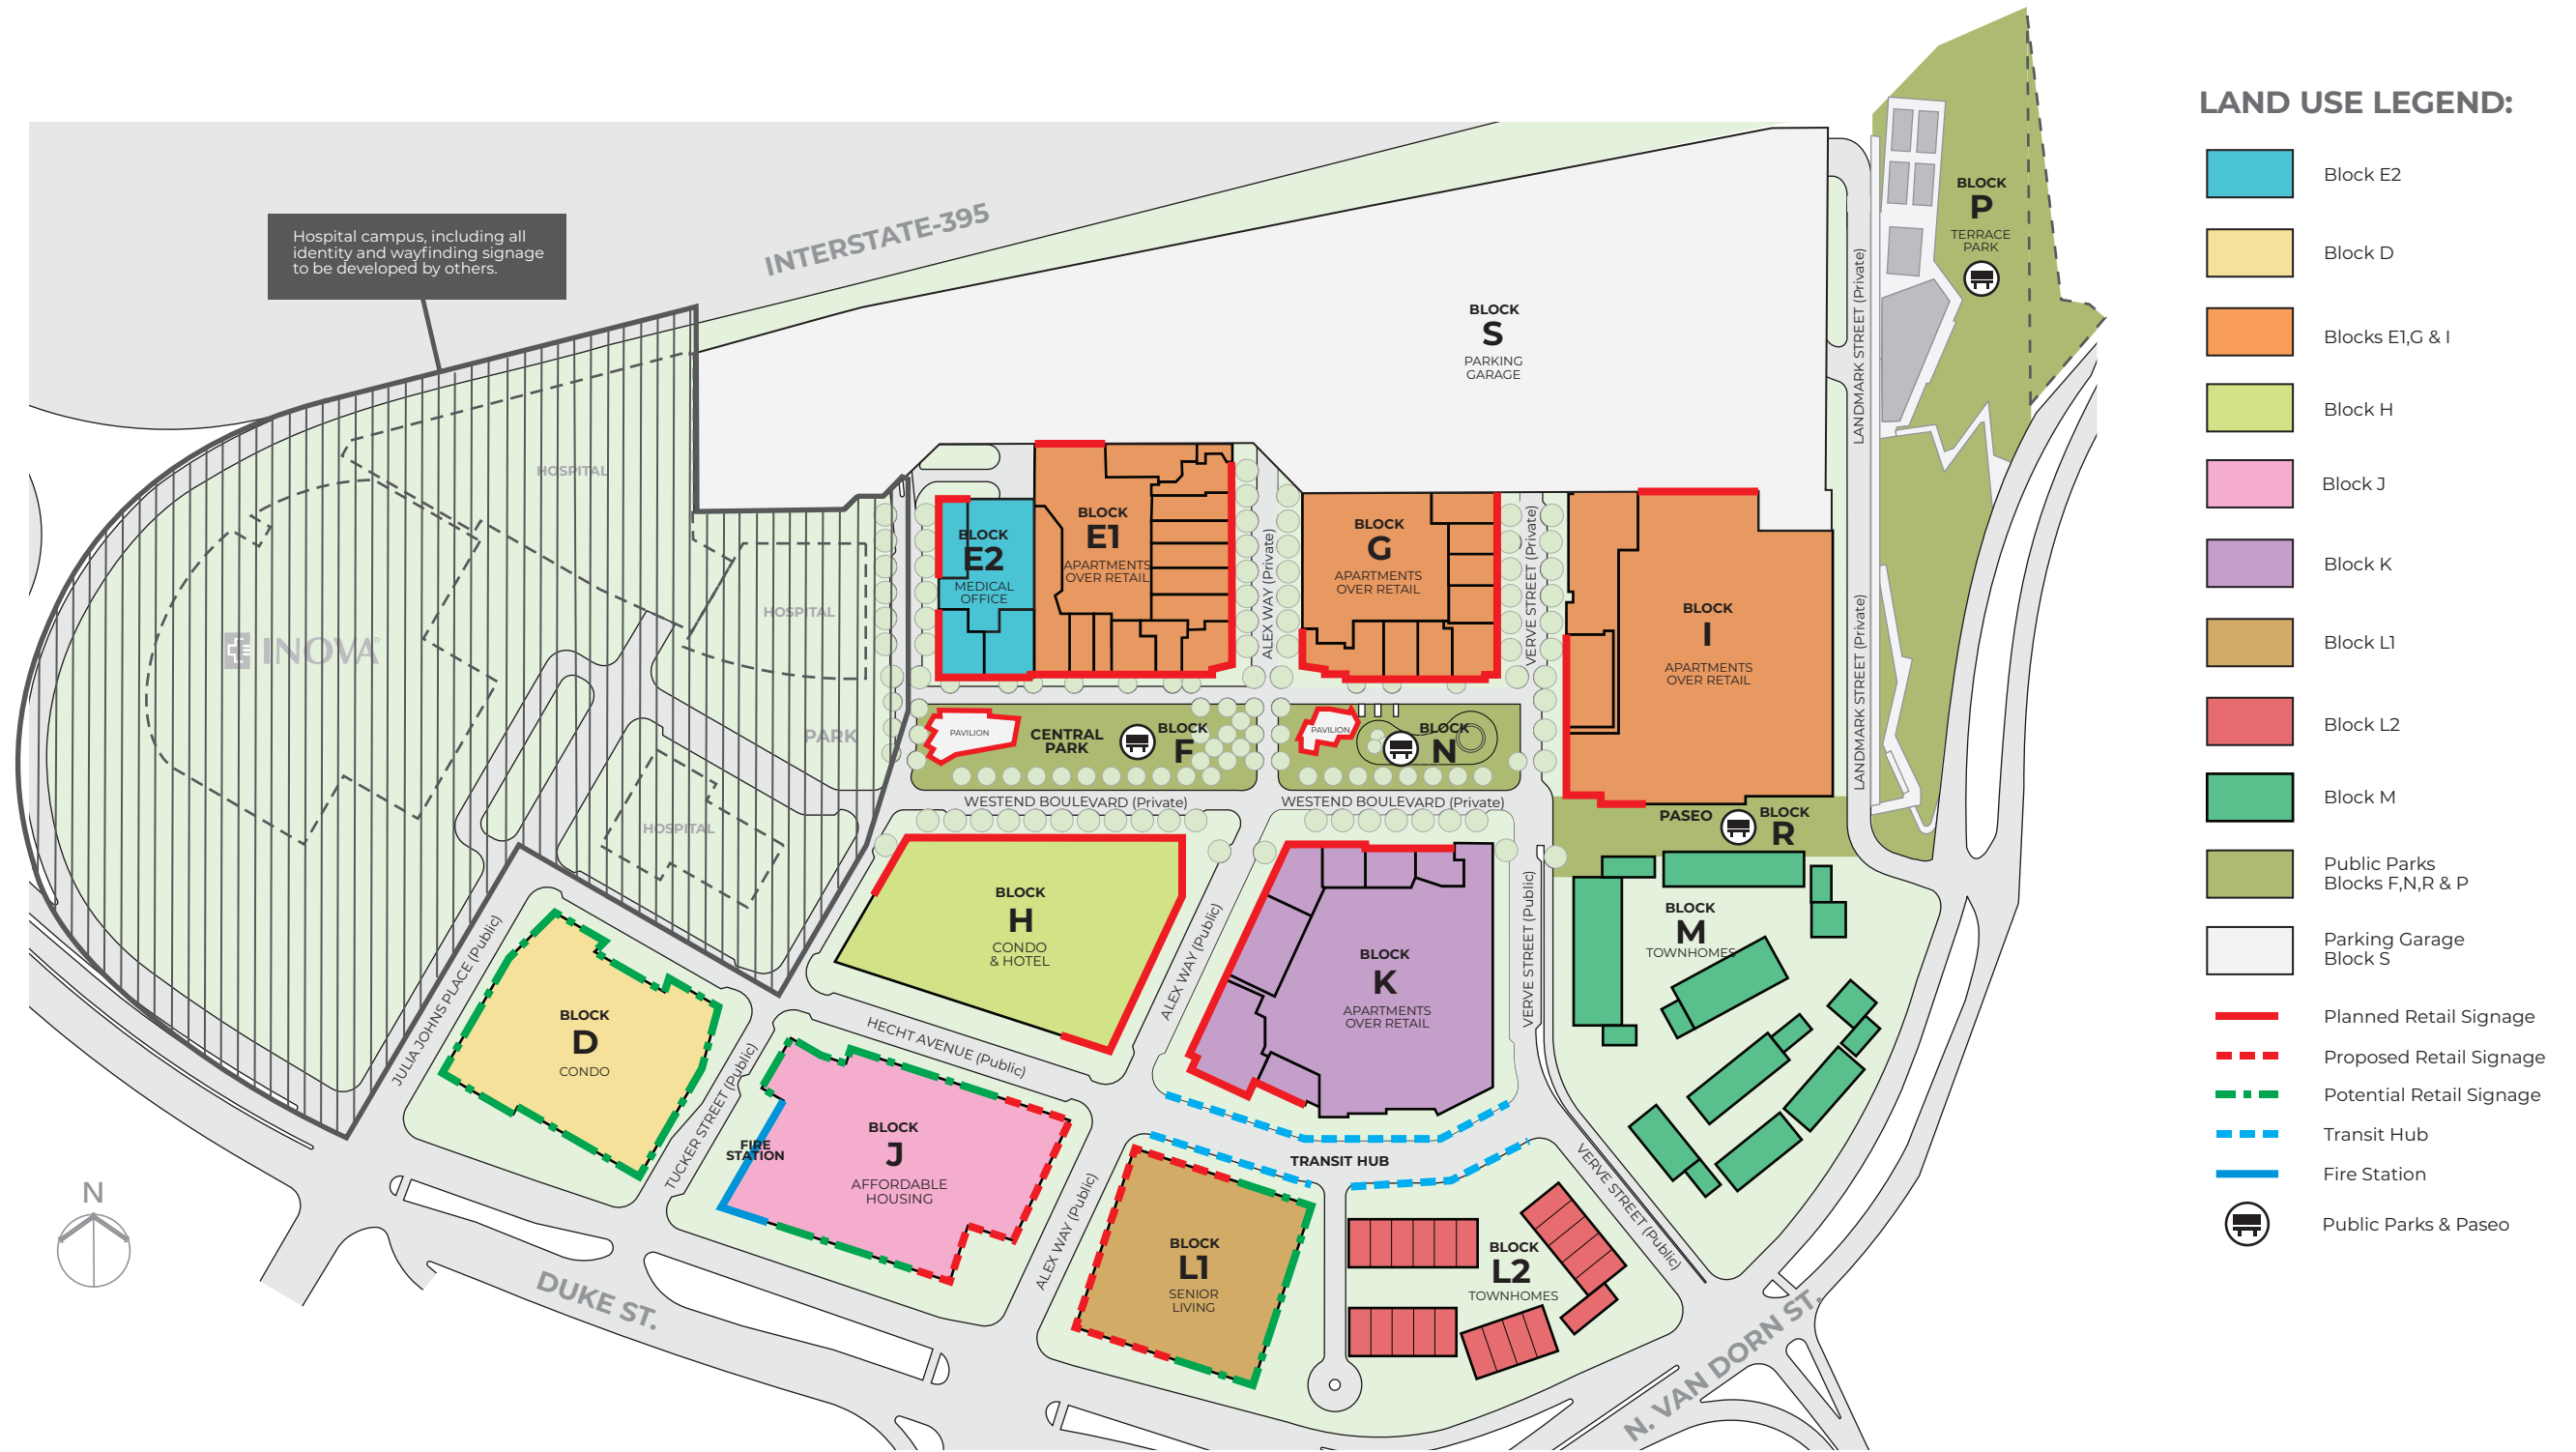 LAND USE LEGEND:
Block E2
Block D
Blocks E1,G & I
Block H
Block J
Block K
Block L1
Block L2
Block M
Public Parks
Blocks F,N,R & P
Parking Garage
Block S
Planned Retail Signage
Proposed Retail Signage
Potential Retail Signage
Transit Hub
Fire Station
Public Parks & Paseo
Hospital campus, including all
identity and wayfinding signage
to be developed by others.
INTERSTATE-395
BLOCK
P
TERRACE
PARK
BLOCK
S
PARKING
GARAGE
LANDMARK STREET (Private)
LANDMARK STREET (Private)
HOSPITAL
HOSPITAL
HOSPITAL
INOVA®
PARK
BLOCK
E2
MEDICAL
OFFICE
BLOCK
E1
APARTMENTS
OVER RETAIL
ALEX WAY (Private)
BLOCK
G
APARTMENTS
OVER RETAIL
VERVE STREET (Private)
BLOCK
I
APARTMENTS
OVER RETAIL
PAVILION
CENTRAL
PARK
BLOCK
F
PAVILION
BLOCK
N
WESTEND BOULEVARD (Private)
WESTEND BOULEVARD (Private)
PASEO
BLOCK
R
BLOCK
H
CONDO
& HOTEL
ALEX WAY (Public)
BLOCK
K
APARTMENTS
OVER RETAIL
VERVE STREET (Public)
BLOCK
M
TOWNHOMES
JULIA JOHNS PLACE (Public)
BLOCK
D
CONDO
TUCKER STREET (Public)
HECHT AVENUE (Public)
FIRE
STATION
BLOCK
J
AFFORDABLE
HOUSING
ALEX WAY (Public)
TRANSIT HUB
VERVE STREET (Public)
BLOCK
L1
SENIOR
LIVING
BLOCK
L2
TOWNHOMES
N
DUKE ST.
N. VAN DORN ST.